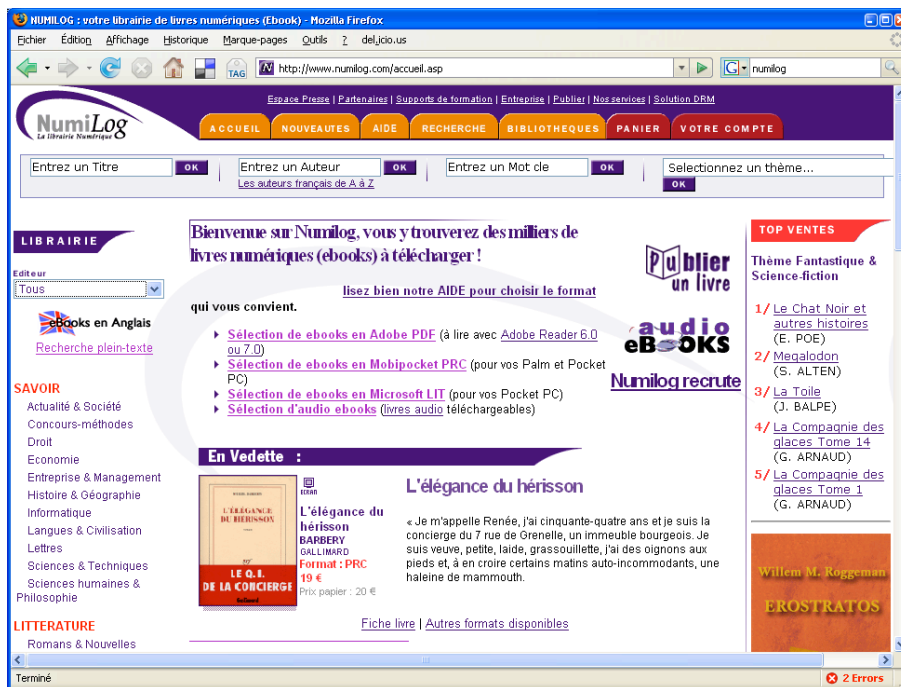 NUMILOG : votre librairie de livres numériques (Ebook) - Mozilla Firefox
Fichier Édition Affichage Historique Marque-pages Outils ? del.icio.us
TAG http://www.numilog.com/accueil.asp G numilog
Espace Presse | Partenaires | Supports de formation | Entreprise | Publier | Nos services | Solution DRM
NumiLog
La librairie Numérique
ACCUEIL NOUVEAUTES AIDE RECHERCHE BIBLIOTHEQUES PANIER VOTRE COMPTE
Entrez un Titre OK Entrez un Auteur OK Entrez un Mot cle OK Selectionnez un thème...
Les auteurs français de A à Z OK
LIBRAIRIE
Editeur
Tous
eBooks en Anglais
Recherche plein-texte
SAVOIR
Actualité & Société
Concours-méthodes
Droit
Economie
Entreprise & Management
Histoire & Géographie
Informatique
Langues & Civilisation
Lettres
Sciences & Techniques
Sciences humaines &
Philosophie
LITTERATURE
Romans & Nouvelles
Bienvenue sur Numilog, vous y trouverez des milliers de
livres numériques (ebooks) à télécharger !
lisez bien notre AIDE pour choisir le format
qui vous convient.
Sélection de ebooks en Adobe PDF (à lire avec Adobe Reader 6.0
ou 7.0)
Sélection de ebooks en Mobipocket PRC (pour vos Palm et Pocket
PC)
Sélection de ebooks en Microsoft LIT (pour vos Pocket PC)
Sélection d'audio ebooks (livres audio téléchargeables)
Publier
un livre
audio
eBOOKS
Numilog recrute
En Vedette :
L'ÉLÉGANCE
DU HÉRISSON
nrf
LE Q.I.
DE LA CONCIERGE
Gallimard
ECRAN
L'élégance du
hérisson
BARBERY
GALLIMARD
Format : PRC
19 €
Prix papier : 20 €
L'élégance du hérisson
« Je m'appelle Renée, j'ai cinquante-quatre ans et je suis la
concierge du 7 rue de Grenelle, un immeuble bourgeois. Je
suis veuve, petite, laide, grassouillette, j'ai des oignons aux
pieds et, à en croire certains matins auto-incommodants, une
haleine de mammouth.
Fiche livre | Autres formats disponibles
TOP VENTES
Thème Fantastique &
Science-fiction
1/ Le Chat Noir et
autres histoires
(E. POE)
2/ Megalodon
(S. ALTEN)
3/ La Toile
(J. BALPE)
4/ La Compagnie des
glaces Tome 14
(G. ARNAUD)
5/ La Compagnie des
glaces Tome 1
(G. ARNAUD)
Willem M. Roggeman
EROSTRATOS
Terminé 2 Errors